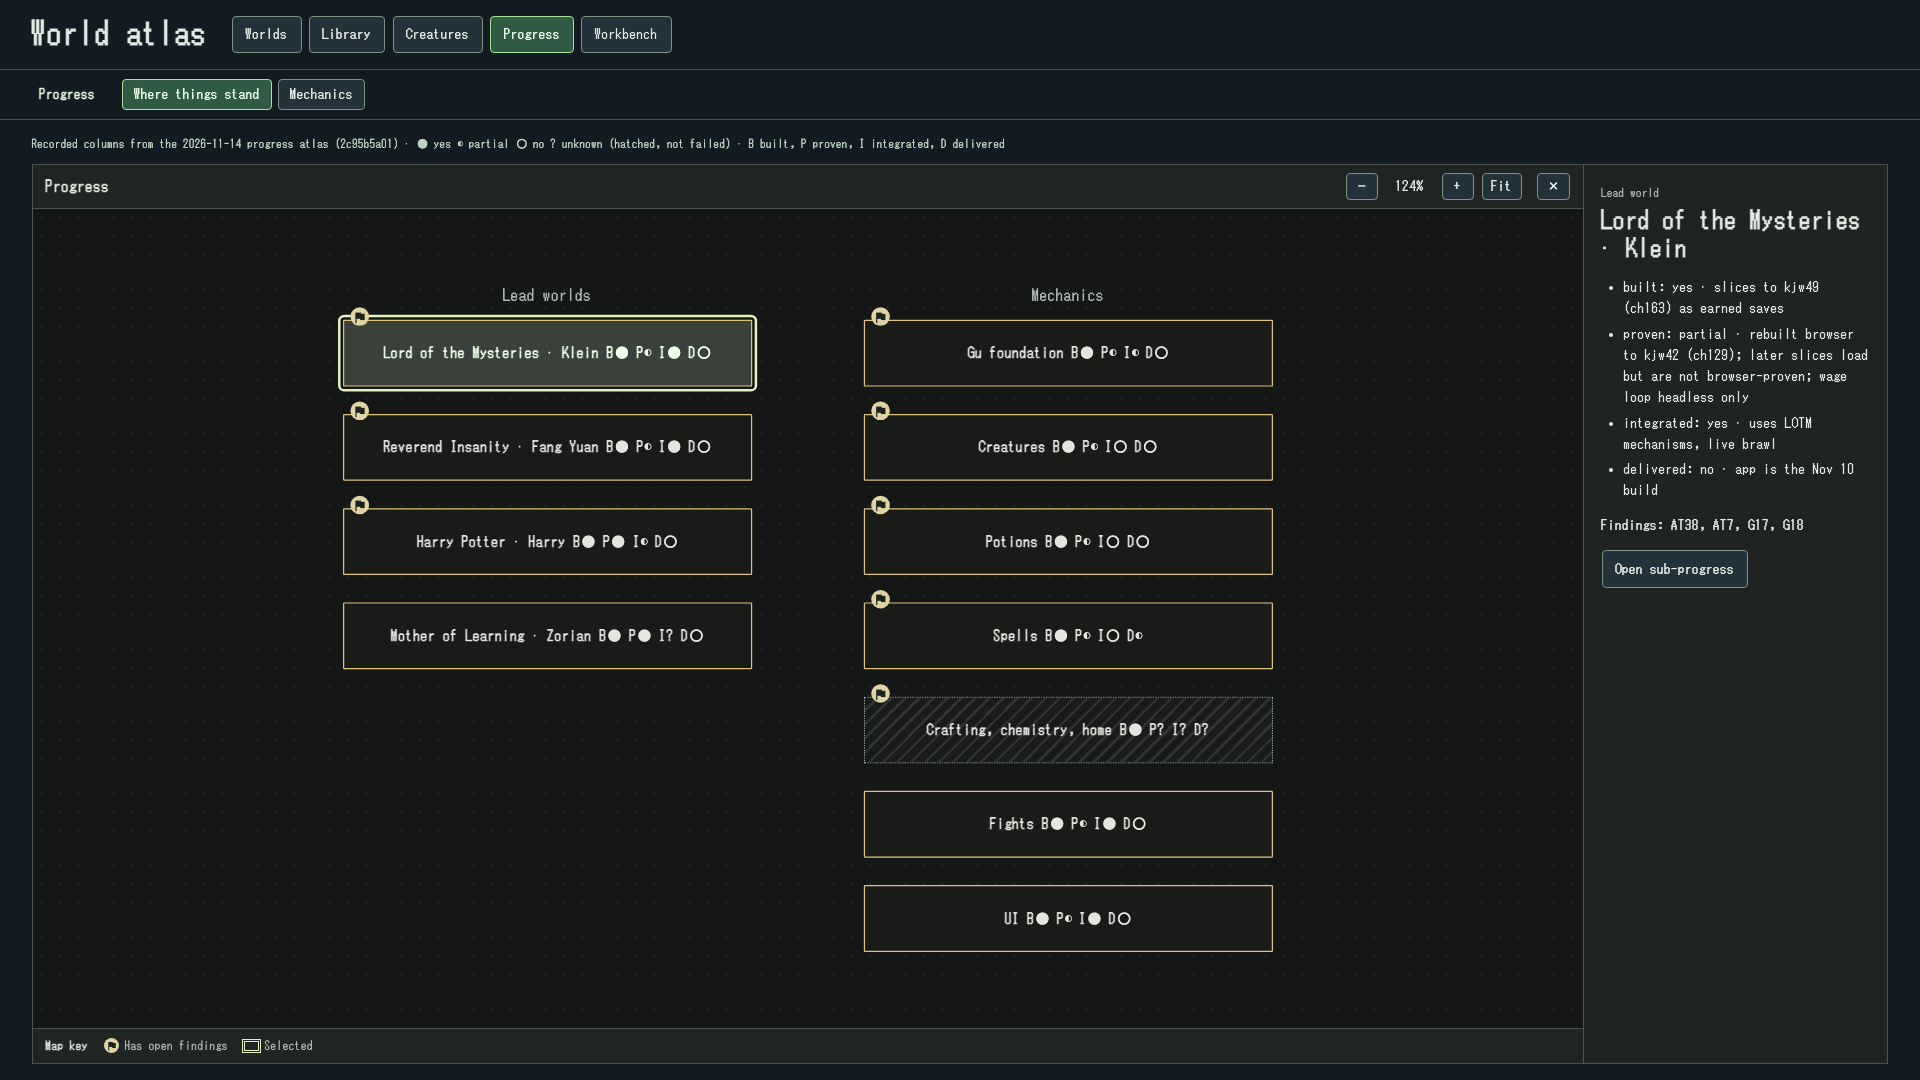 World atlas
Worlds
Library
Creatures
Progress
Workbench
Progress
Where things stand
Mechanics
Recorded columns from the 2026-11-14 progress atlas (2c95b5a01) · ● yes ◐ partial ○ no ? unknown (hatched, not failed) · B built, P proven, I integrated, D delivered
Progress
−
124%
+
Fit
×
Lead worlds
Lord of the Mysteries · Klein B● P◐ I● D○
Reverend Insanity · Fang Yuan B● P◐ I● D○
Harry Potter · Harry B● P● I◐ D○
Mother of Learning · Zorian B● P● I? D○
Mechanics
Gu foundation B● P◐ I◐ D○
Creatures B● P◐ I○ D○
Potions B● P◐ I○ D○
Spells B● P◐ I○ D◐
Crafting, chemistry, home B● P? I? D?
Fights B● P◐ I● D○
UI B● P◐ I● D○
Map key
Has open findings
Selected
Lead world
Lord of the Mysteries
· Klein
• built: yes · slices to kjw49
(ch163) as earned saves
• proven: partial · rebuilt browser
to kjw42 (ch129); later slices load
but are not browser-proven; wage
loop headless only
• integrated: yes · uses LOTM
mechanisms, live brawl
• delivered: no · app is the Nov 10
build
Findings: AT38, AT7, G17, G18
Open sub-progress